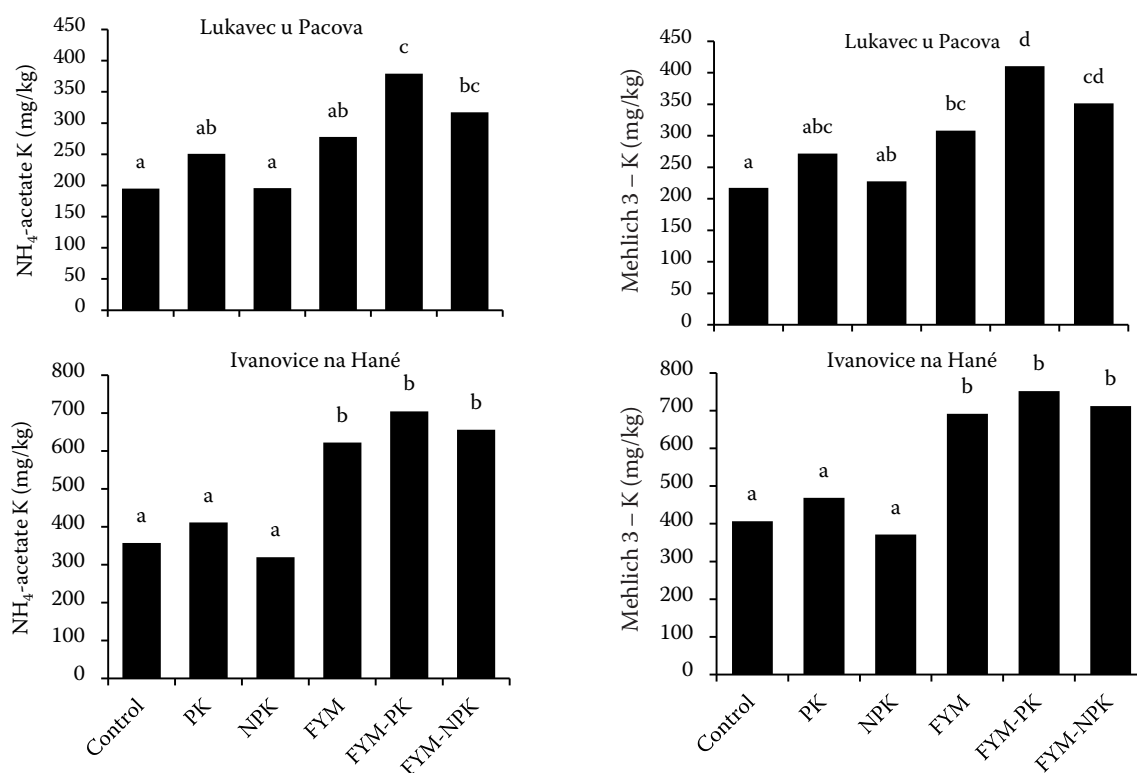 Lukavec u Pacova
NH₄-acetate K (mg/kg)
450
400
350
300
250
200
150
100
50
0
a
ab
a
ab
c
bc
Lukavec u Pacova
Mehlich 3 – K (mg/kg)
450
400
350
300
250
200
150
100
50
0
a
abc
ab
bc
d
cd
Ivanovice na Hané
NH₄-acetate K (mg/kg)
800
700
600
500
400
300
200
100
0
a
a
a
b
b
b
Control
PK
NPK
FYM
FYM-PK
FYM-NPK
Ivanovice na Hané
Mehlich 3 – K (mg/kg)
800
700
600
500
400
300
200
100
0
a
a
a
b
b
b
Control
PK
NPK
FYM
FYM-PK
FYM-NPK